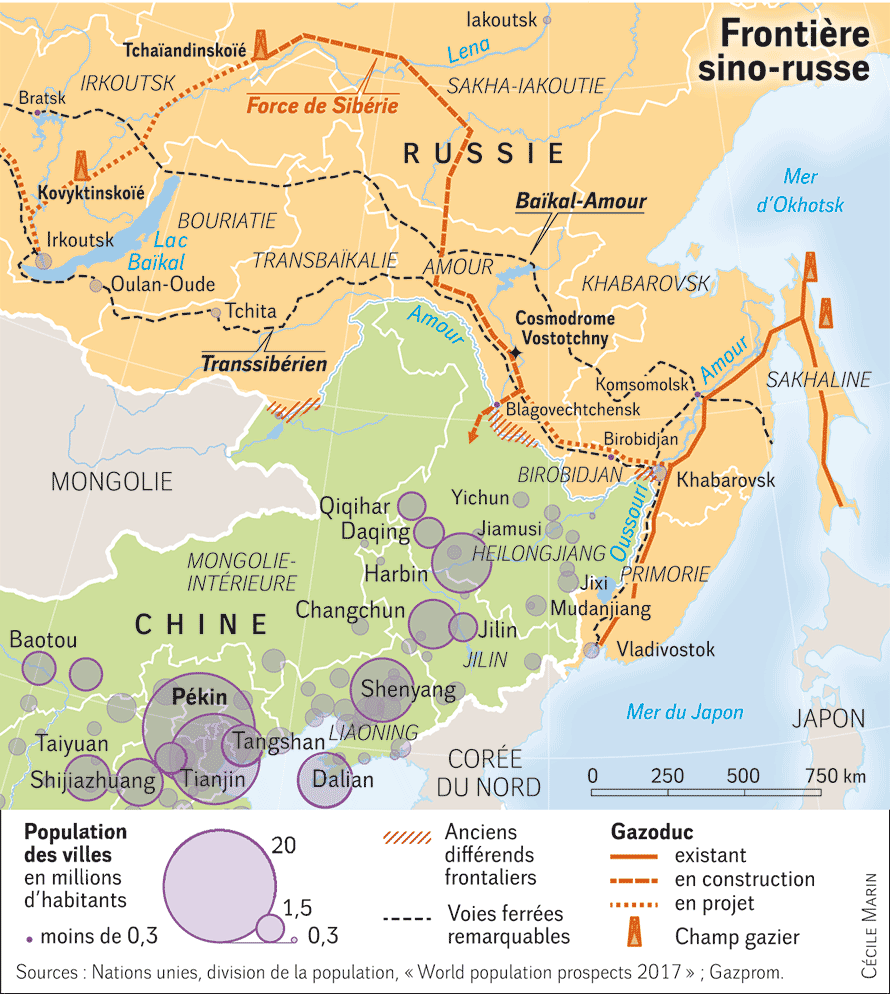 Frontière
sino-russe
Iakoutsk
Tchaïandinskoïé
Lena
IRKOUTSK
SAKHA-IAKOUTIE
Bratsk
Force de Sibérie
RUSSIE
Kovyktinskoïé
Mer
d'Okhotsk
Baïkal-Amour
BOURIATIE
Irkoutsk
Lac
Baïkal
TRANSBAÏKALIE
AMOUR
KHABAROVSK
Oulan-Oude
Tchita
Amour
Cosmodrome
Vostotchny
Transsibérien
Amour
Komsomolsk
SAKHALINE
Blagovechtchensk
Birobidjan
BIROBIDJAN
Khabarovsk
MONGOLIE
Qiqihar
Yichun
Daqing
Jiamusi
Oussouri
HEILONGJIANG
MONGOLIE-
INTÉRIEURE
Harbin
Jixi
PRIMORIE
Changchun
Mudanjiang
CHINE
Jilin
Baotou
JILIN
Vladivostok
Pékin
Shenyang
Mer du Japon
JAPON
Taiyuan
Tangshan
LIAONING
CORÉE
DU NORD
Shijiazhuang
Tianjin
Dalian
0 250 500 750 km
Population
des villes
en millions
d'habitants
moins de 0,3
20
1,5
0,3
Anciens
différends
frontaliers
Voies ferrées
remarquables
Gazoduc
existant
en construction
en projet
Champ gazier
CÉCILE MARIN
Sources : Nations unies, division de la population, « World population prospects 2017 » ; Gazprom.